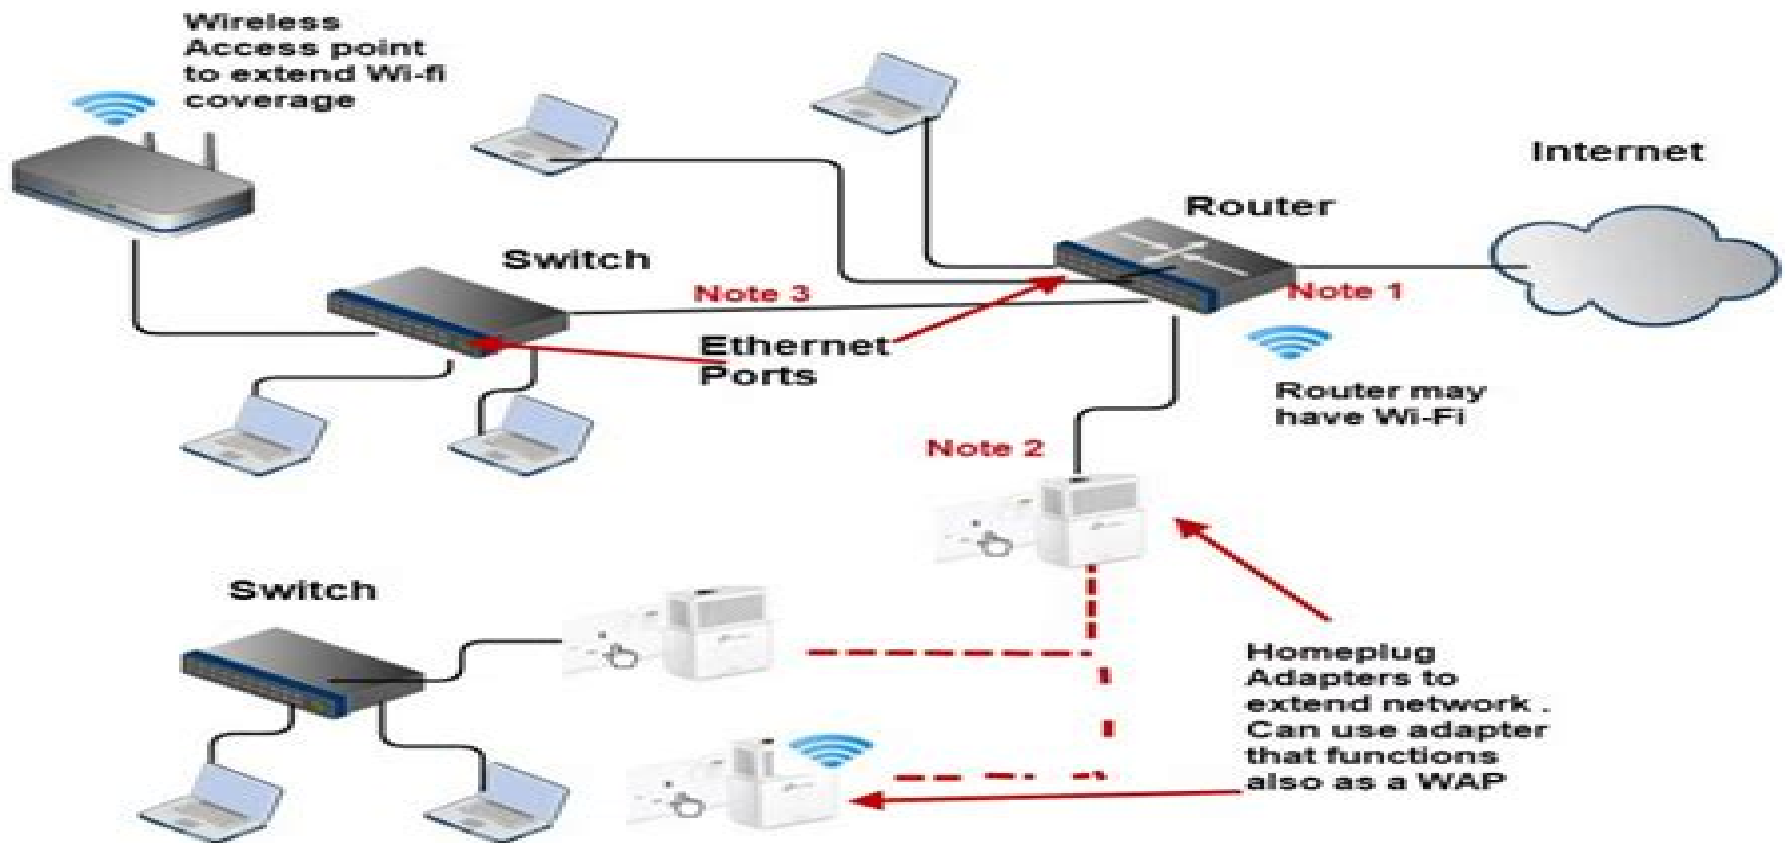 Wireless
Access point
to extend Wi-fi
coverage
Internet
Router
Switch
Note 3
Note 1
Ethernet
Ports
Router may
have Wi-Fi
Note 2
Switch
Homeplug
Adapters to
extend network .
Can use adapter
that functions
also as a WAP